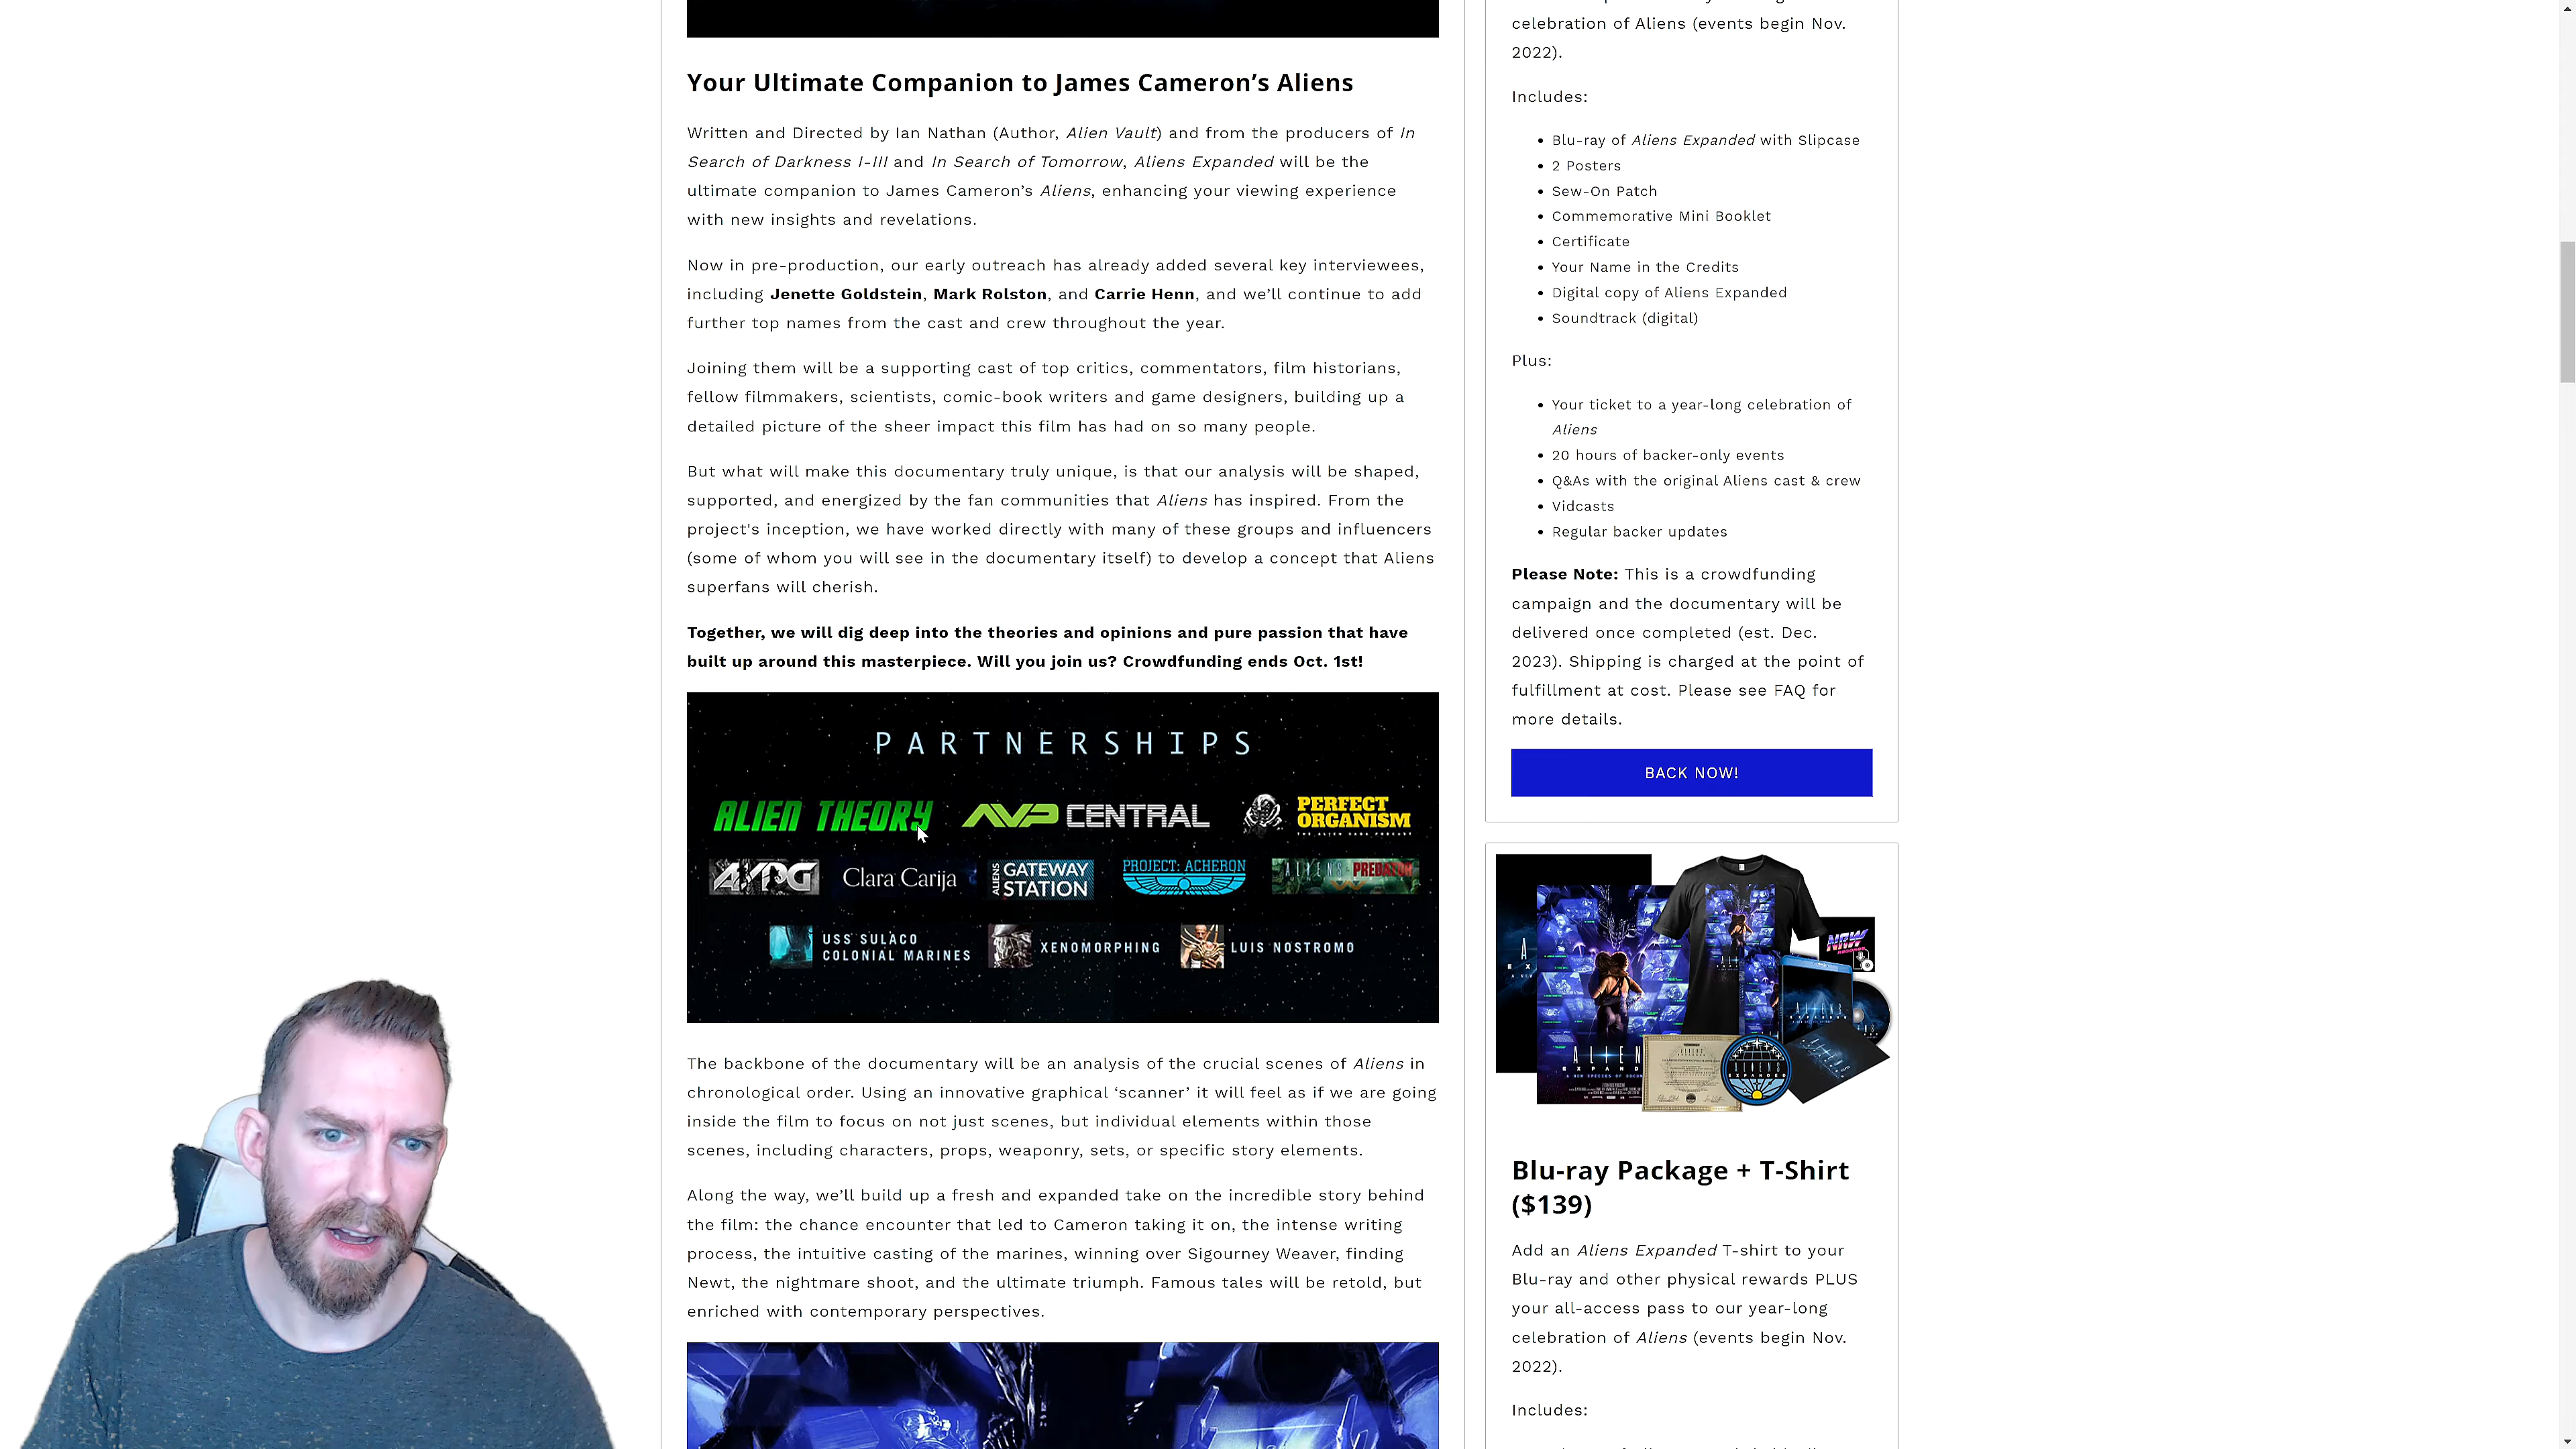 Your Ultimate Companion to James Cameron’s Aliens
Written and Directed by Ian Nathan (Author, Alien Vault) and from the producers of In
Search of Darkness I-III and In Search of Tomorrow, Aliens Expanded will be the
ultimate companion to James Cameron’s Aliens, enhancing your viewing experience
with new insights and revelations.
Now in pre-production, our early outreach has already added several key interviewees,
including Jenette Goldstein, Mark Rolston, and Carrie Henn, and we’ll continue to add
further top names from the cast and crew throughout the year.
Joining them will be a supporting cast of top critics, commentators, film historians,
fellow filmmakers, scientists, comic-book writers and game designers, building up a
detailed picture of the sheer impact this film has had on so many people.
But what will make this documentary truly unique, is that our analysis will be shaped,
supported, and energized by the fan communities that Aliens has inspired. From the
project's inception, we have worked directly with many of these groups and influencers
(some of whom you will see in the documentary itself) to develop a concept that Aliens
superfans will cherish.
Together, we will dig deep into the theories and opinions and pure passion that have
built up around this masterpiece. Will you join us? Crowdfunding ends Oct. 1st!
PARTNERSHIPS
ALIEN THEORY
AVP CENTRAL
PERFECT
ORGANISM
THE ALIEN SAGA PODCAST
AVPG
Clara Carija
ALIENS
GATEWAY
STATION
PROJECT: ACHERON
ALIENS PREDATOR
USS SULACO
COLONIAL MARINES
XENOMORPHING
LUIS NOSTROMO
The backbone of the documentary will be an analysis of the crucial scenes of Aliens in
chronological order. Using an innovative graphical ‘scanner’ it will feel as if we are going
inside the film to focus on not just scenes, but individual elements within those
scenes, including characters, props, weaponry, sets, or specific story elements.
Along the way, we’ll build up a fresh and expanded take on the incredible story behind
the film: the chance encounter that led to Cameron taking it on, the intense writing
process, the intuitive casting of the marines, winning over Sigourney Weaver, finding
Newt, the nightmare shoot, and the ultimate triumph. Famous tales will be retold, but
enriched with contemporary perspectives.
celebration of Aliens (events begin Nov.
2022).
Includes:
• Blu-ray of Aliens Expanded with Slipcase
• 2 Posters
• Sew-On Patch
• Commemorative Mini Booklet
• Certificate
• Your Name in the Credits
• Digital copy of Aliens Expanded
• Soundtrack (digital)
Plus:
• Your ticket to a year-long celebration of
Aliens
• 20 hours of backer-only events
• Q&As with the original Aliens cast & crew
• Vidcasts
• Regular backer updates
Please Note: This is a crowdfunding
campaign and the documentary will be
delivered once completed (est. Dec.
2023). Shipping is charged at the point of
fulfillment at cost. Please see FAQ for
more details.
BACK NOW!
Blu-ray Package + T-Shirt
($139)
Add an Aliens Expanded T-shirt to your
Blu-ray and other physical rewards PLUS
your all-access pass to our year-long
celebration of Aliens (events begin Nov.
2022).
Includes: